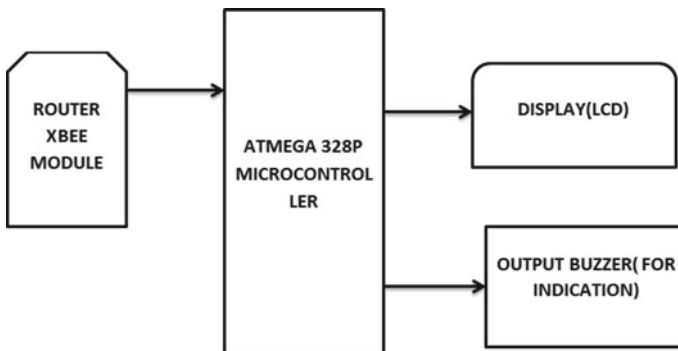 ROUTER
XBEE
MODULE
ATMEGA 328P
MICROCONTROL
LER
DISPLAY(LCD)
OUTPUT BUZZER( FOR
INDICATION)